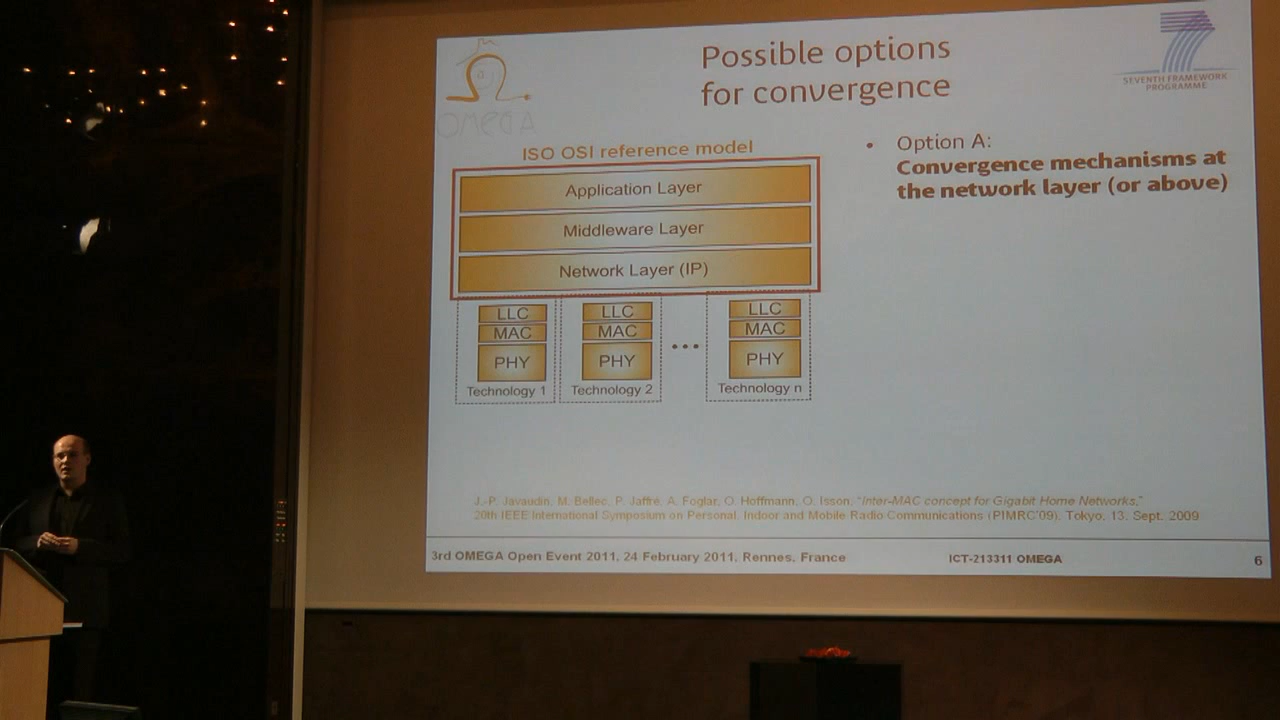 Possible options
for convergence
SEVENTH FRAMEWORK
PROGRAMME
OMEGA
ISO OSI reference model
Application Layer
Middleware Layer
Network Layer (IP)
LLC
MAC
PHY
Technology 1
LLC
MAC
PHY
Technology 2
...
LLC
MAC
PHY
Technology n
• Option A:
Convergence mechanisms at
the network layer (or above)
J.-P. Javaudin, M. Bellec, P. Jaffré, A. Foglar, O. Hoffmann, O. Isson, "Inter-MAC concept for Gigabit Home Networks,"
20th IEEE International Symposium on Personal, Indoor and Mobile Radio Communications (PIMRC'09), Tokyo, 13. Sept. 2009
3rd OMEGA Open Event 2011, 24 February 2011, Rennes, France
ICT-213311 OMEGA
6